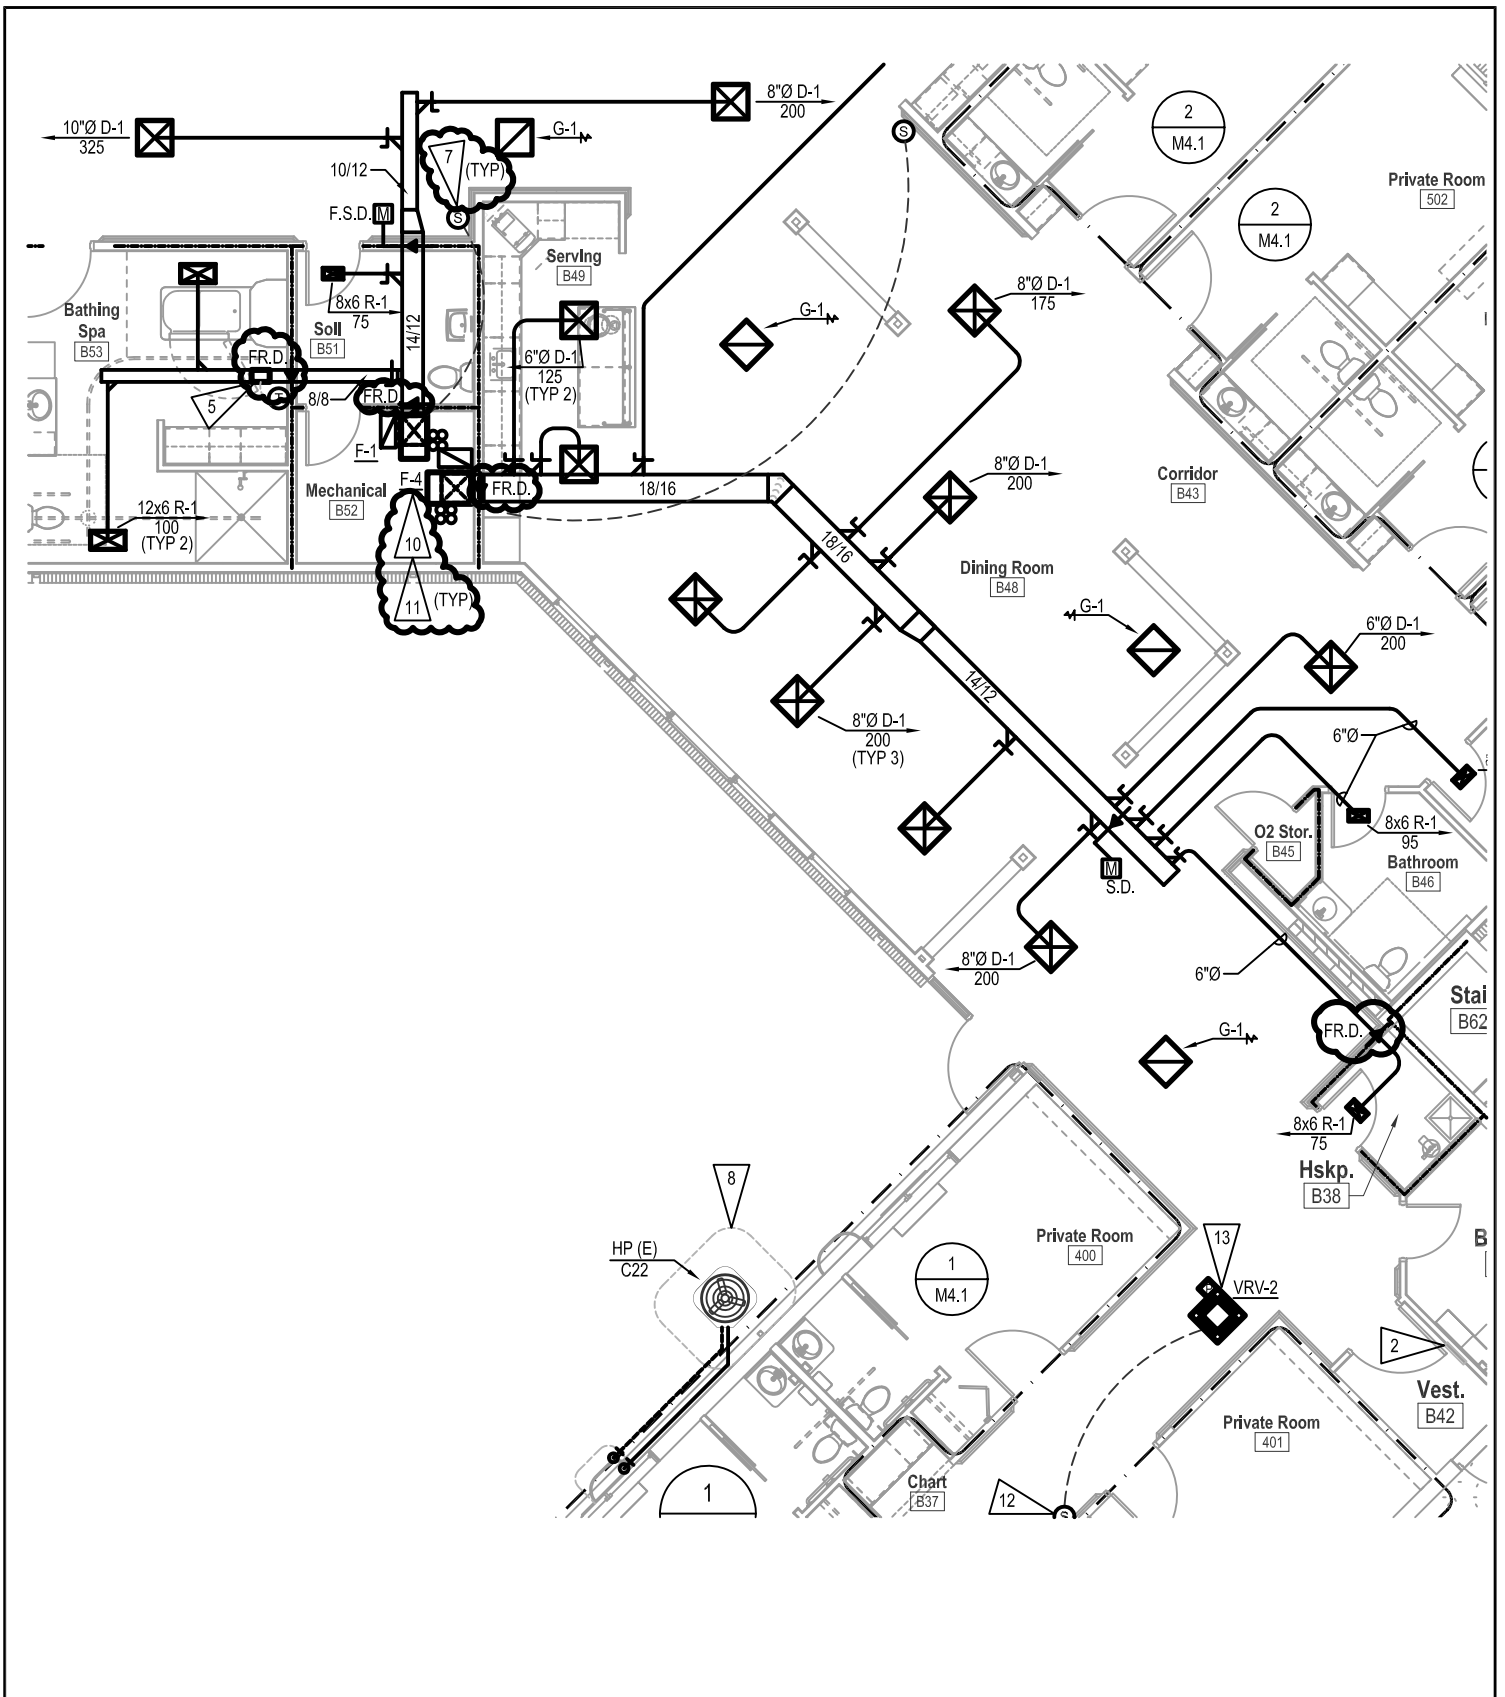 8"Ø D-1
200
10"Ø D-1
325
G-1
7
(TYP)
10/12
F.S.D.
M
S
S
2
M4.1
2
M4.1
Private Room
502
Serving
B49
8"Ø D-1
175
G-1
Bathing
Spa
B53
8x6 R-1
75
Soil
B51
14/12
FR.D.
6"Ø D-1
125
(TYP 2)
5
T
8/8
FR.D.
F-1
F-4
FR.D.
18/16
Mechanical
B52
12x6 R-1
100
(TYP 2)
10
11
(TYP)
8"Ø D-1
200
Corridor
B43
18/16
Dining Room
B48
G-1
6"Ø D-1
200
14/12
8"Ø D-1
200
(TYP 3)
6"Ø
O2 Stor.
B45
8x6 R-1
95
Bathroom
B46
M
S.D.
8"Ø D-1
200
6"Ø
Stai
B62
G-1
FR.D.
8x6 R-1
75
Hskp.
B38
8
HP (E)
C22
Private Room
400
1
M4.1
13
VRV-2
B
2
Vest.
B42
Private Room
401
Chart
B37
1
12
S